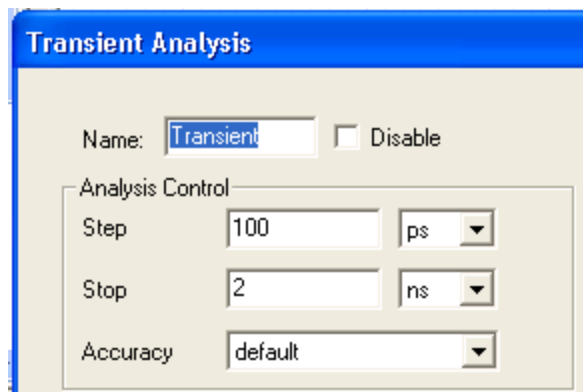 Transient Analysis
Name: Transient Disable
Analysis Control
Step 100 ps
Stop 2 ns
Accuracy default